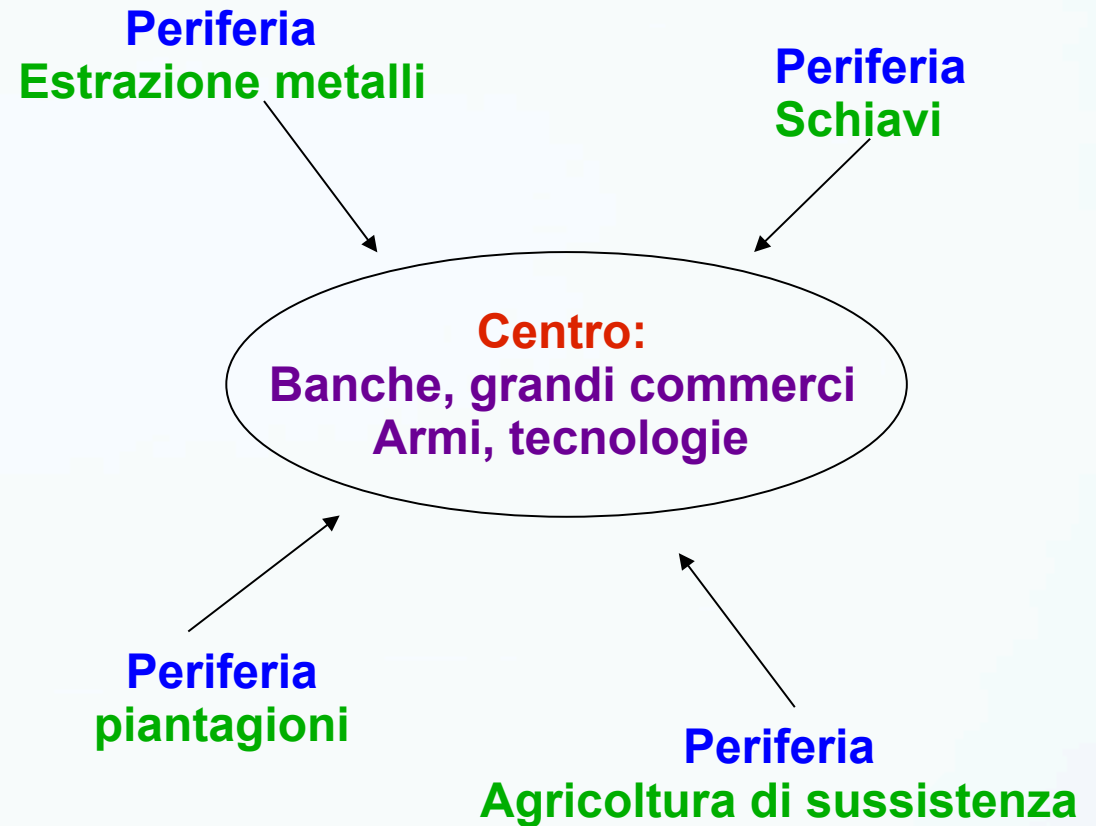 Periferia
Estrazione metalli
Periferia
Schiavi
Centro:
Banche, grandi commerci
Armi, tecnologie
Periferia
piantagioni
Periferia
Agricoltura di sussistenza